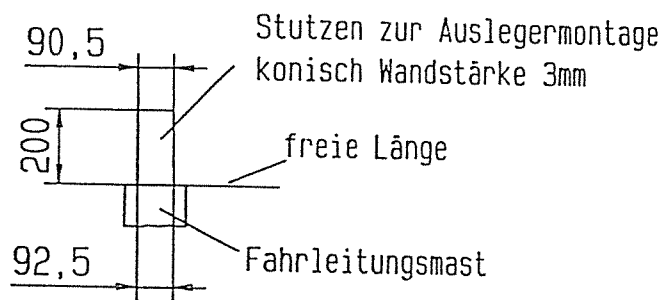 90,5
Stutzen zur Auslegermontage
konisch Wandstärke 3mm
200
freie Länge
Fahrleitungsmast
92,5